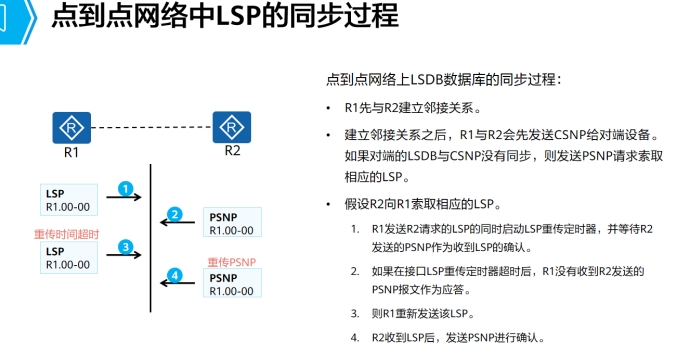 点到点网络中LSP的同步过程
点到点网络上LSDB数据库的同步过程：
• R1先与R2建立邻接关系。
• 建立邻接关系之后，R1与R2会先发送CSNP给对端设备。
如果对端的LSDB与CSNP没有同步，则发送PSNP请求索取
相应的LSP。
• 假设R2向R1索取相应的LSP。
1. R1发送R2请求的LSP的同时启动LSP重传定时器，并等待R2
发送的PSNP作为收到LSP的确认。
2. 如果在接口LSP重传定时器超时后，R1没有收到R2发送的
PSNP报文作为应答。
3. 则R1重新发送该LSP。
4. R2收到LSP后，发送PSNP进行确认。
R
R
R1
R2
LSP
R1.00-00
1
2
PSNP
R1.00-00
重传时间超时
LSP
R1.00-00
3
重传PSNP
4
PSNP
R1.00-00